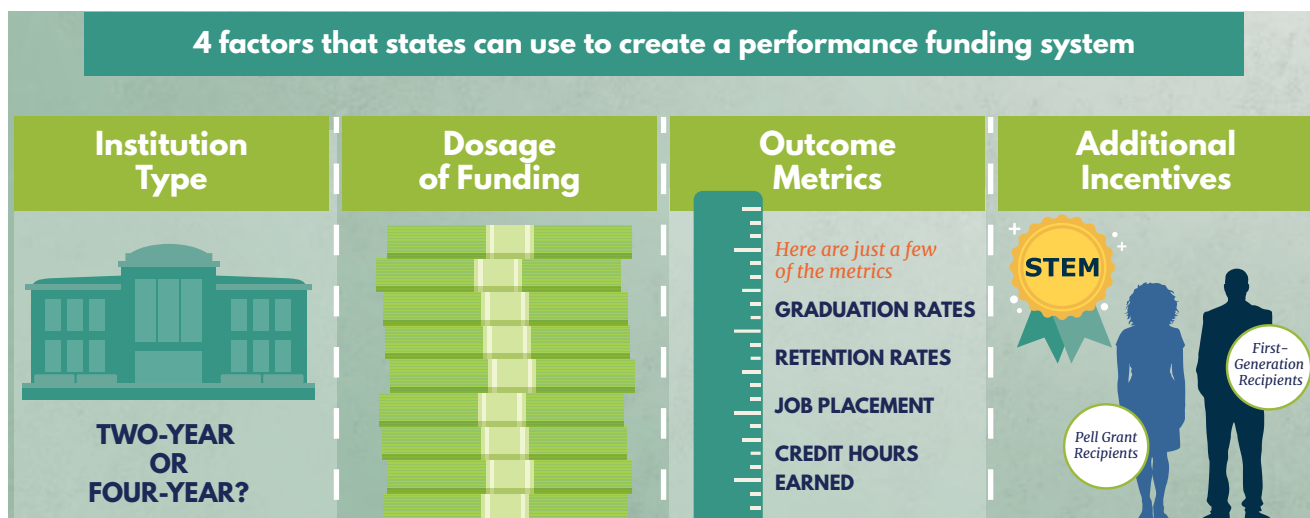 4 factors that states can use to create a performance funding system
Institution
Type
TWO-YEAR
OR
FOUR-YEAR?
Dosage
of Funding
Outcome
Metrics
Here are just a few
of the metrics
GRADUATION RATES
RETENTION RATES
JOB PLACEMENT
CREDIT HOURS
EARNED
Additional
Incentives
STEM
First-
Generation
Recipients
Pell Grant
Recipients